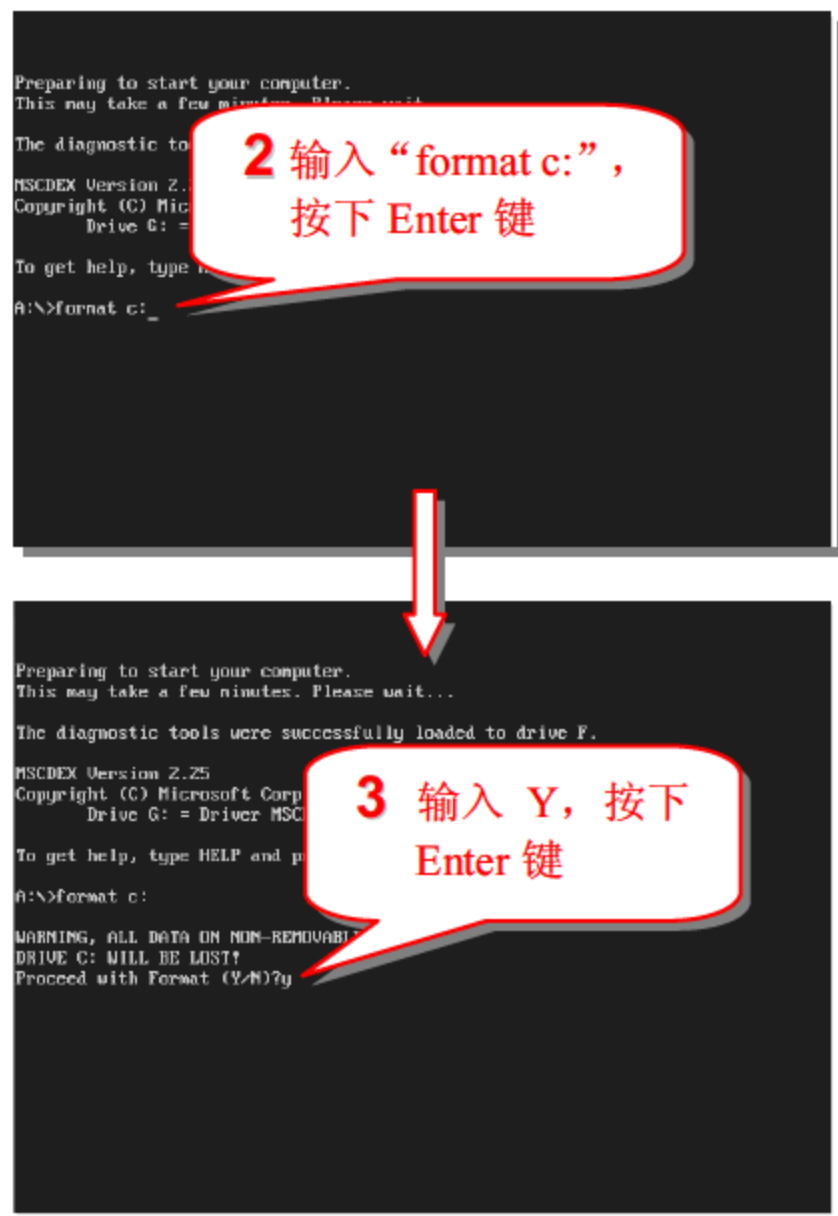 Preparing to start your computer.
This may take a few minutes. Please wait
The diagnostic to
MSCDEX Version 2.
Copyright (C) Mic
Drive G: =
To get help, type
A:\>format c:_
2 输入“format c:”，
按下 Enter 键
Preparing to start your computer.
This may take a few minutes. Please wait...
The diagnostic tools were successfully loaded to drive F.
MSCDEX Version 2.25
Copyright (C) Microsoft Corp
Drive G: = Driver MSC
To get help, type HELP and p
A:\>format c:
WARNING, ALL DATA ON NON-REMOVABL
DRIVE C: WILL BE LOST!
Proceed with Format (Y/N)?y
3 输入 Y，按下
Enter 键